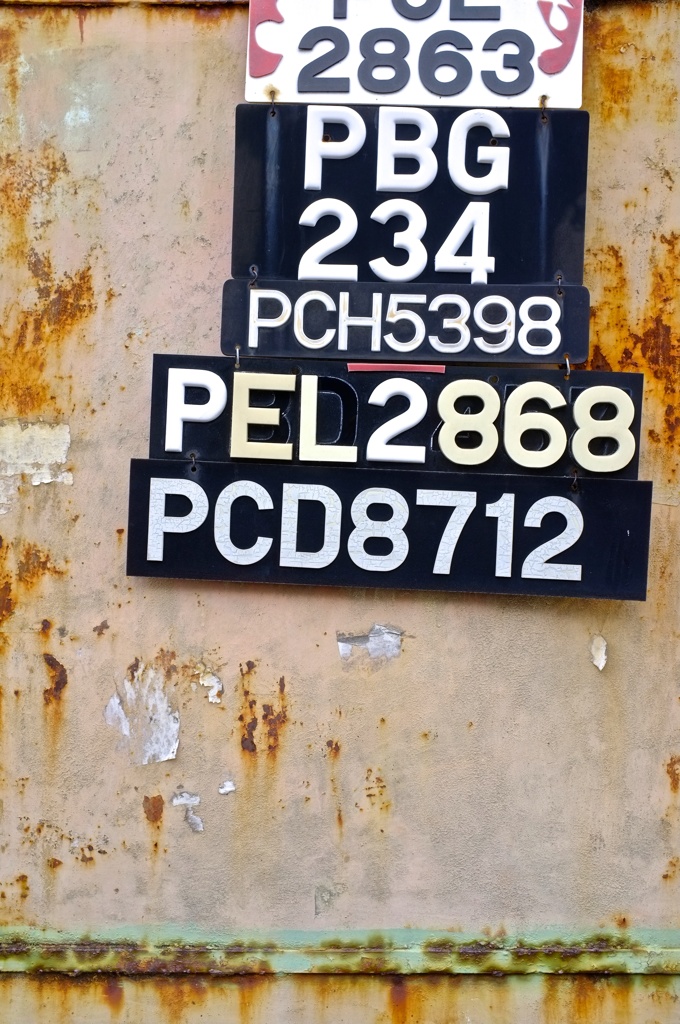 2863
PBG
234
PCH5398
PEL2868
PCD8712